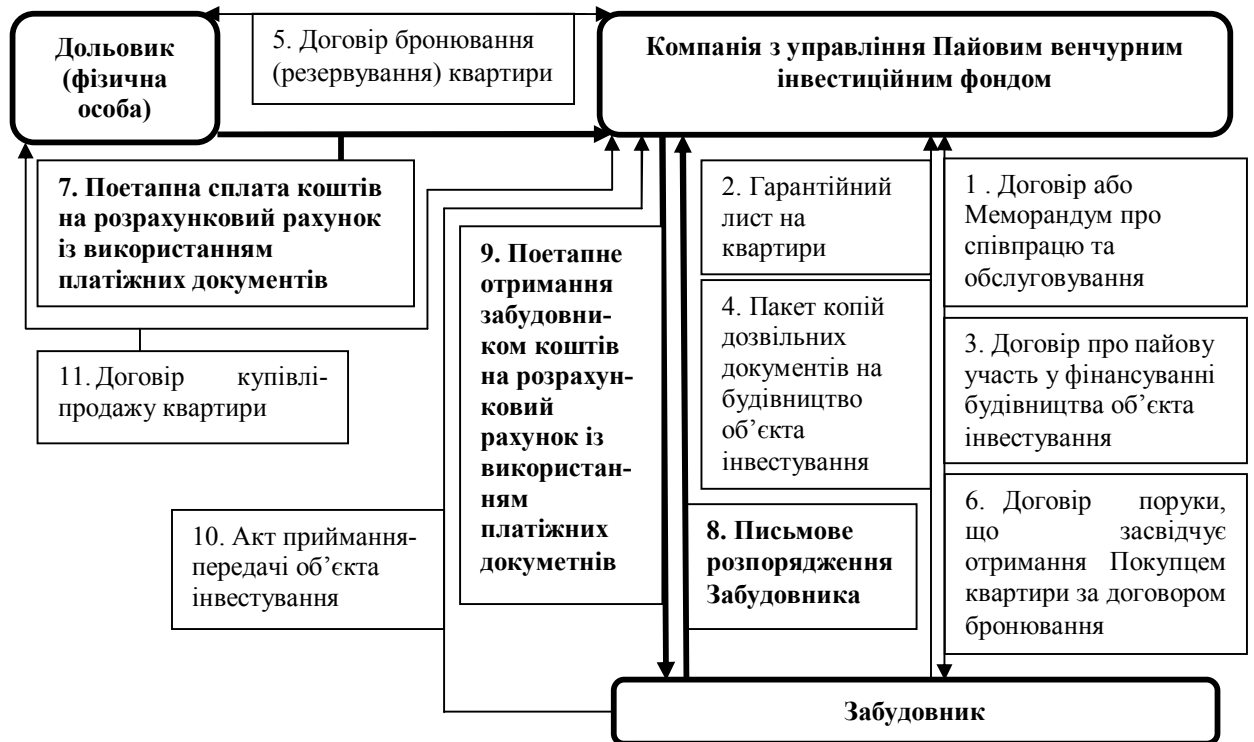 Дольовик
(фізична
особа)
5. Договір бронювання
(резервування) квартири
Компанія з управління Пайовим венчурним
інвестиційним фондом
7. Поетапна сплата коштів
на розрахунковий рахунок
із використанням
платіжних документів
11. Договір купівлі-
продажу квартири
9. Поетапне
отримання
забудовни-
ком коштів
на розрахун-
ковий
рахунок із
використан-
ням
платіжних
докуметнів
10. Акт приймання-
передачі об’єкта
інвестування
2. Гарантійний
лист на
квартири
4. Пакет копій
дозвільних
документів на
будівництво
об’єкта
інвестування
8. Письмове
розпорядження
Забудовника
1 . Договір або
Меморандум про
співпрацю та
обслуговування
3. Договір про пайову
участь у фінансуванні
будівництва об’єкта
інвестування
6. Договір поруки,
що засвідчує
отримання Покупцем
квартири за договором
бронювання
Забудовник